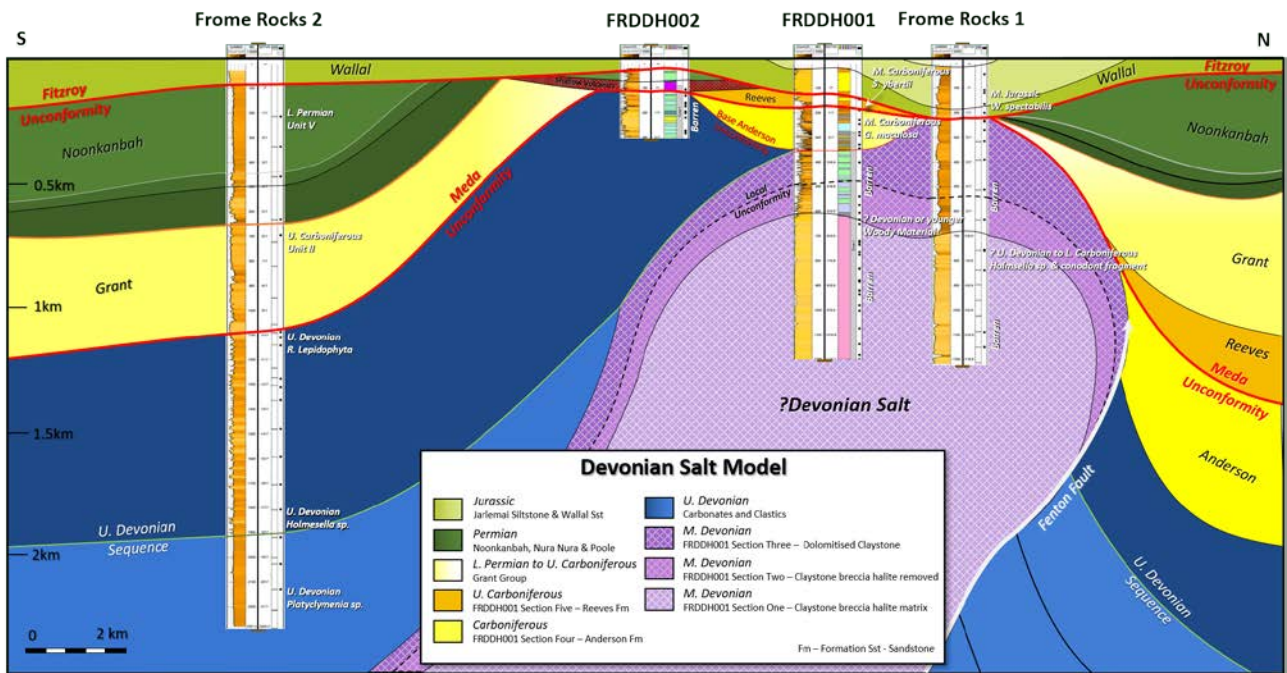 Frome Rocks 2
FRDDH002
FRDDH001
Frome Rocks 1
S
N
Wallal
Fitzroy
Unconformity
L. Permian
Unit V
Noonkanbah
0.5km
U. Carboniferous
Unit II
Grant
1km
Meda
Unconformity
U. Devonian
R. Lepidophyta
1.5km
U. Devonian
Holmesella sp.
U. Devonian
Sequence
2km
U. Devonian
Platyclymenia sp.
0 2 km
Barren
Reeves
Base Anderson
M. Carboniferous
S. ybertii
M. Carboniferous
G. maculosa
Barren
Local
Unconformity
? Devonian or younger
Woody Material
Barren
?Devonian Salt
Wallal
M. Jurassic
W. spectabilis
Fitzroy
Unconformity
Noonkanbah
Barren
? U. Devonian to L. Carboniferous
Holmsella sp. & conodont fragment
Barren
Grant
Reeves
Meda
Unconformity
Anderson
Fenton Fault
U. Devonian
Sequence
Devonian Salt Model
Jurassic
Jarlemai Siltstone & Wallal Sst
Permian
Noonkanbah, Nura Nura & Poole
L. Permian to U. Carboniferous
Grant Group
U. Carboniferous
FRDDH001 Section Five – Reeves Fm
Carboniferous
FRDDH001 Section Four – Anderson Fm
U. Devonian
Carbonates and Clastics
M. Devonian
FRDDH001 Section Three – Dolomitised Claystone
M. Devonian
FRDDH001 Section Two – Claystone breccia halite removed
M. Devonian
FRDDH001 Section One – Claystone breccia halite matrix
Fm – Formation Sst - Sandstone